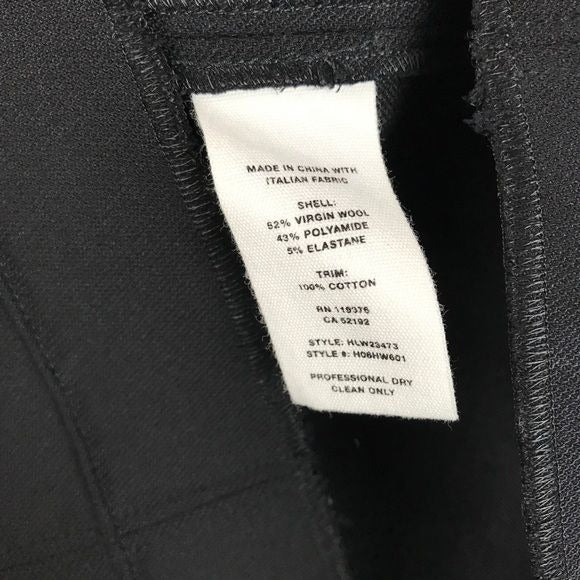 MADE IN CHINA WITH
ITALIAN FABRIC
SHELL:
52% VIRGIN WOOL
43% POLYAMIDE
5% ELASTANE
TRIM:
100% COTTON
RN 119376
CA 52192
STYLE: HLW23473
STYLE #: H06HW601
PROFESSIONAL DRY
CLEAN ONLY